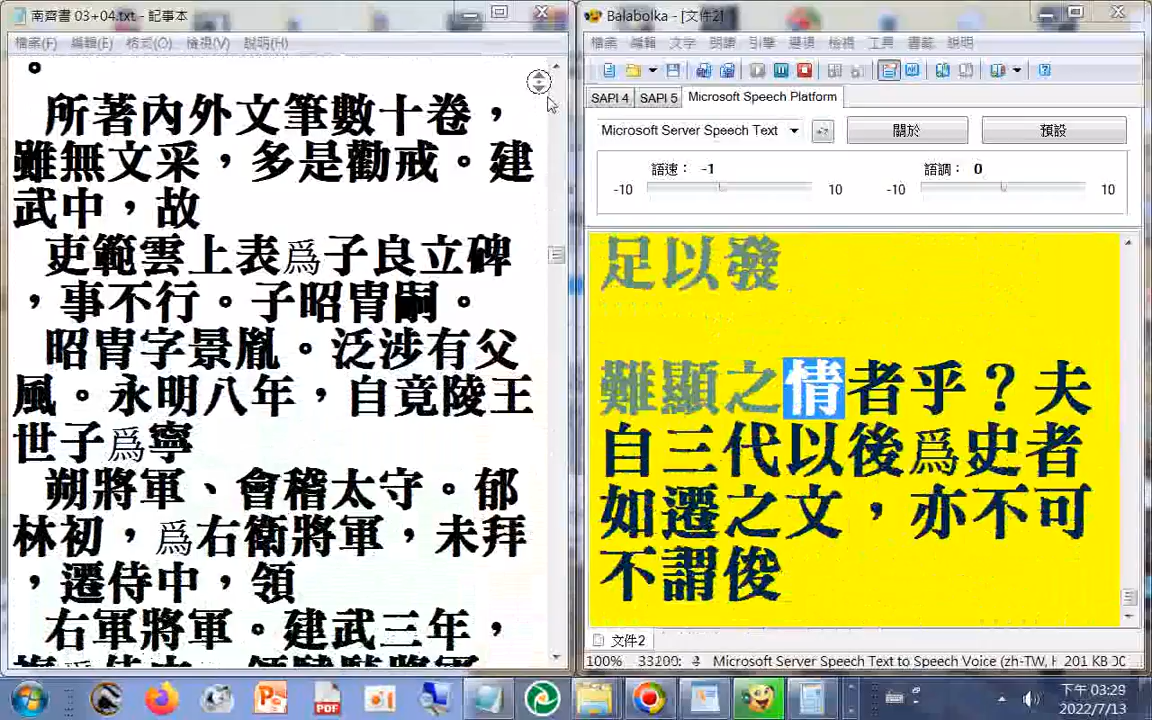 南齊書 03+04.txt - 記事本
檔案(F) 編輯(E) 格式(O) 檢視(V) 說明(H)
。
所著內外文筆數十卷，
雖無文采，多是勸戒。建
武中，故
吏範雲上表爲子良立碑
，事不行。子昭冑嗣。
昭冑字景胤。泛涉有父
風。永明八年，自竟陵王
世子爲寧
朔將軍、會稽太守。郁
林初，爲右衛將軍，未拜
，遷侍中，領
右軍將軍。建武三年，
Balabolka - [文件2]
檔案 編輯 文字 朗讀 引擎 選項 檢視 工具 書籤 說明
SAPI 4 SAPI 5 Microsoft Speech Platform
Microsoft Server Speech Text
關於
預設
語速： -1
-10 10
語調： 0
-10 10
足以發
難顯之情者乎？夫
自三代以後爲史者
如遷之文，亦不可
不謂俊
文件2
100% Microsoft Server Speech Text to Speech Voice (zh-TW, H 201 KB
下午 03:29
2022/7/13